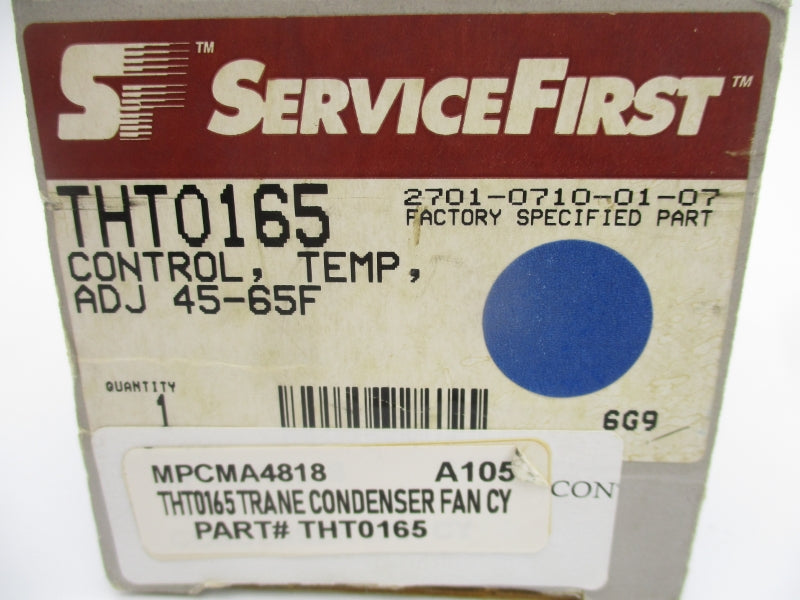 SF™ SERVICEFIRST™
THT0165
2701-0710-01-07
FACTORY SPECIFIED PART
CONTROL, TEMP,
ADJ 45-65F
QUANTITY
1
6G9
MPCMA4818 A105
THT0165 TRANE CONDENSER FAN CY
PART# THT0165
CON